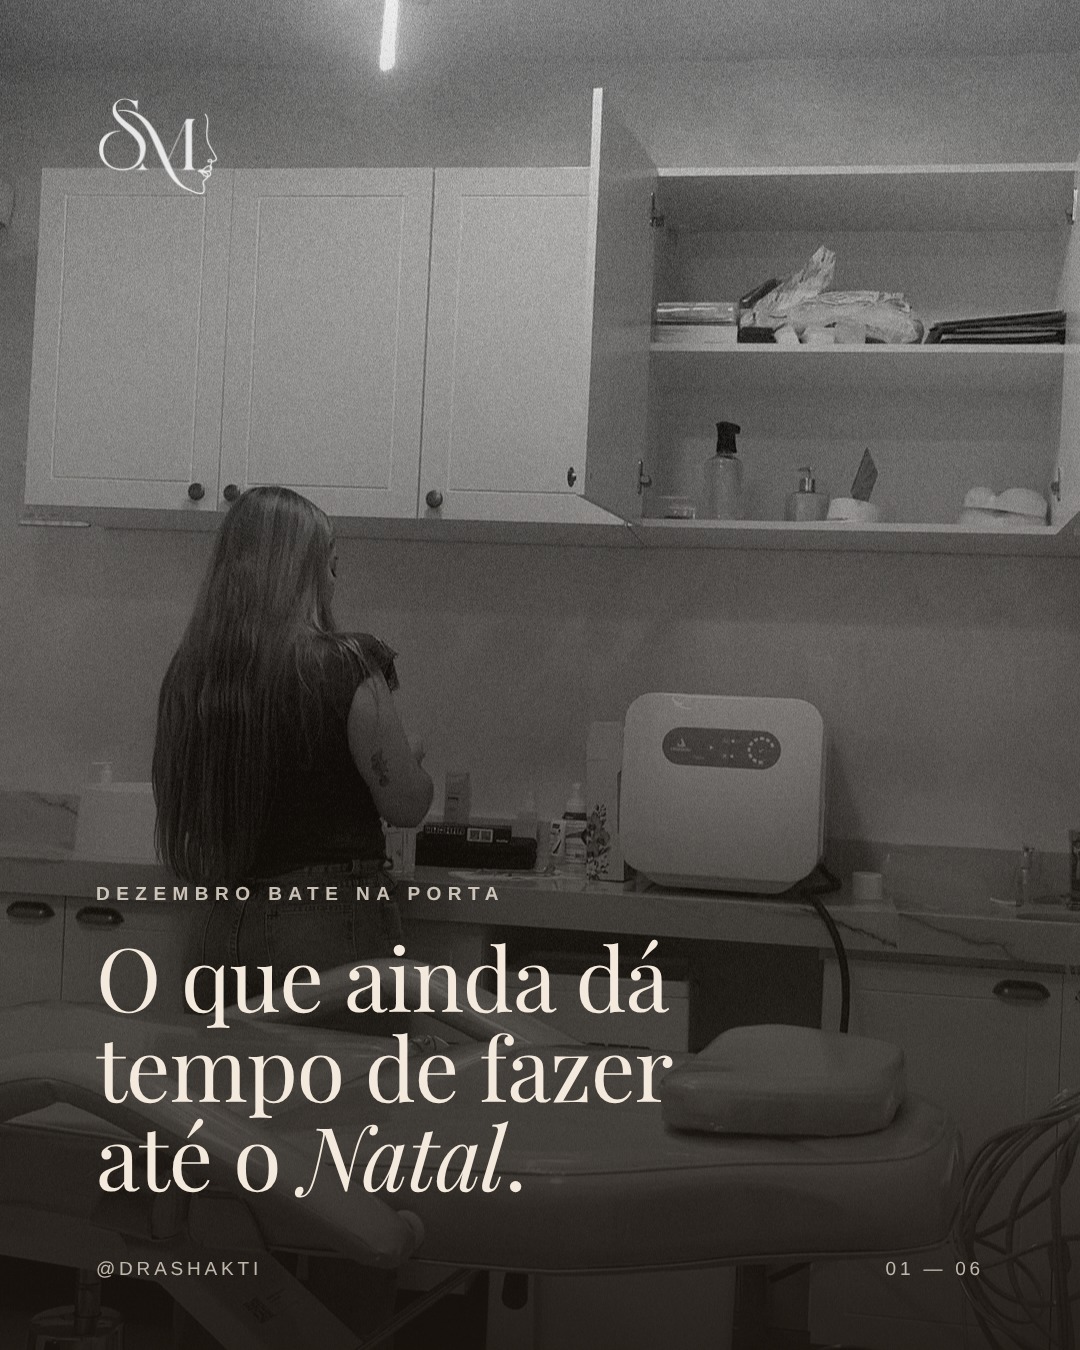 SM
DEZEMBRO BATE NA PORTA
O que ainda dá
tempo de fazer
até o Natal.
@DRASHAKTI
01 — 06